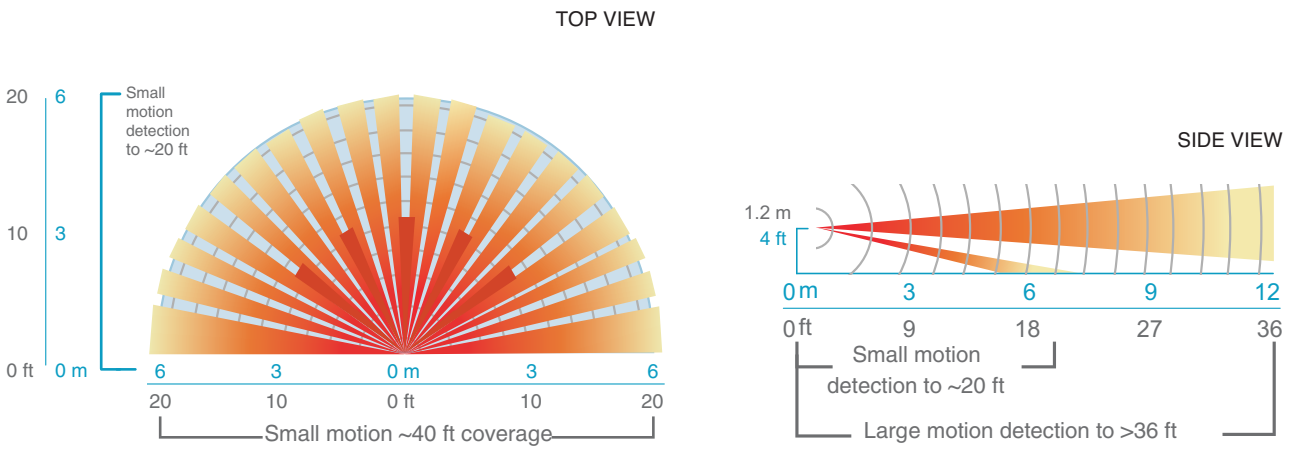 TOP VIEW
20 6
Small
motion
detection
to ~20 ft
10 3
0 ft 0 m
6 3 0 m 3 6
20 10 0 ft 10 20
Small motion ~40 ft coverage
SIDE VIEW
1.2 m
4 ft
0 m 3 6 9 12
0 ft 9 18 27 36
Small motion
detection to ~20 ft
Large motion detection to >36 ft